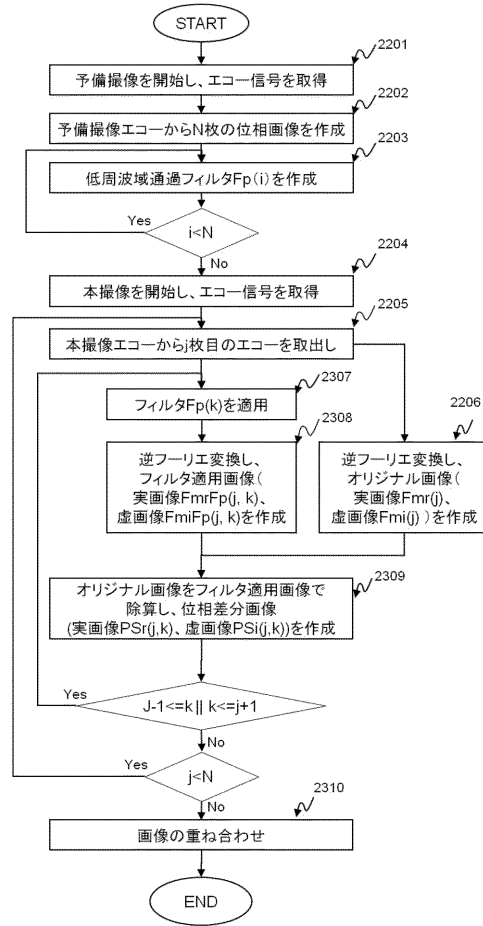 START
2201
予備撮像を開始し、エコー信号を取得
2202
予備撮像エコーからN枚の位相画像を作成
2203
低周波域通過フィルタFp(i)を作成
Yes
i<N
No
2204
本撮像を開始し、エコー信号を取得
2205
本撮像エコーからj枚目のエコーを取出し
2307
フィルタFp(k)を適用
2308
逆フーリエ変換し、
フィルタ適用画像(
実画像FmrFp(j, k)、
虚画像FmiFp(j, k)を作成
2206
逆フーリエ変換し、
オリジナル画像(
実画像Fmr(j)、
虚画像Fmi(j) )を作成
2309
オリジナル画像をフィルタ適用画像で
除算し、位相差分画像
(実画像PSr(j,k)、虚画像PSi(j,k))を作成
Yes
J-1<=k || k<=j+1
No
Yes
j<N
No
2310
画像の重ね合わせ
END